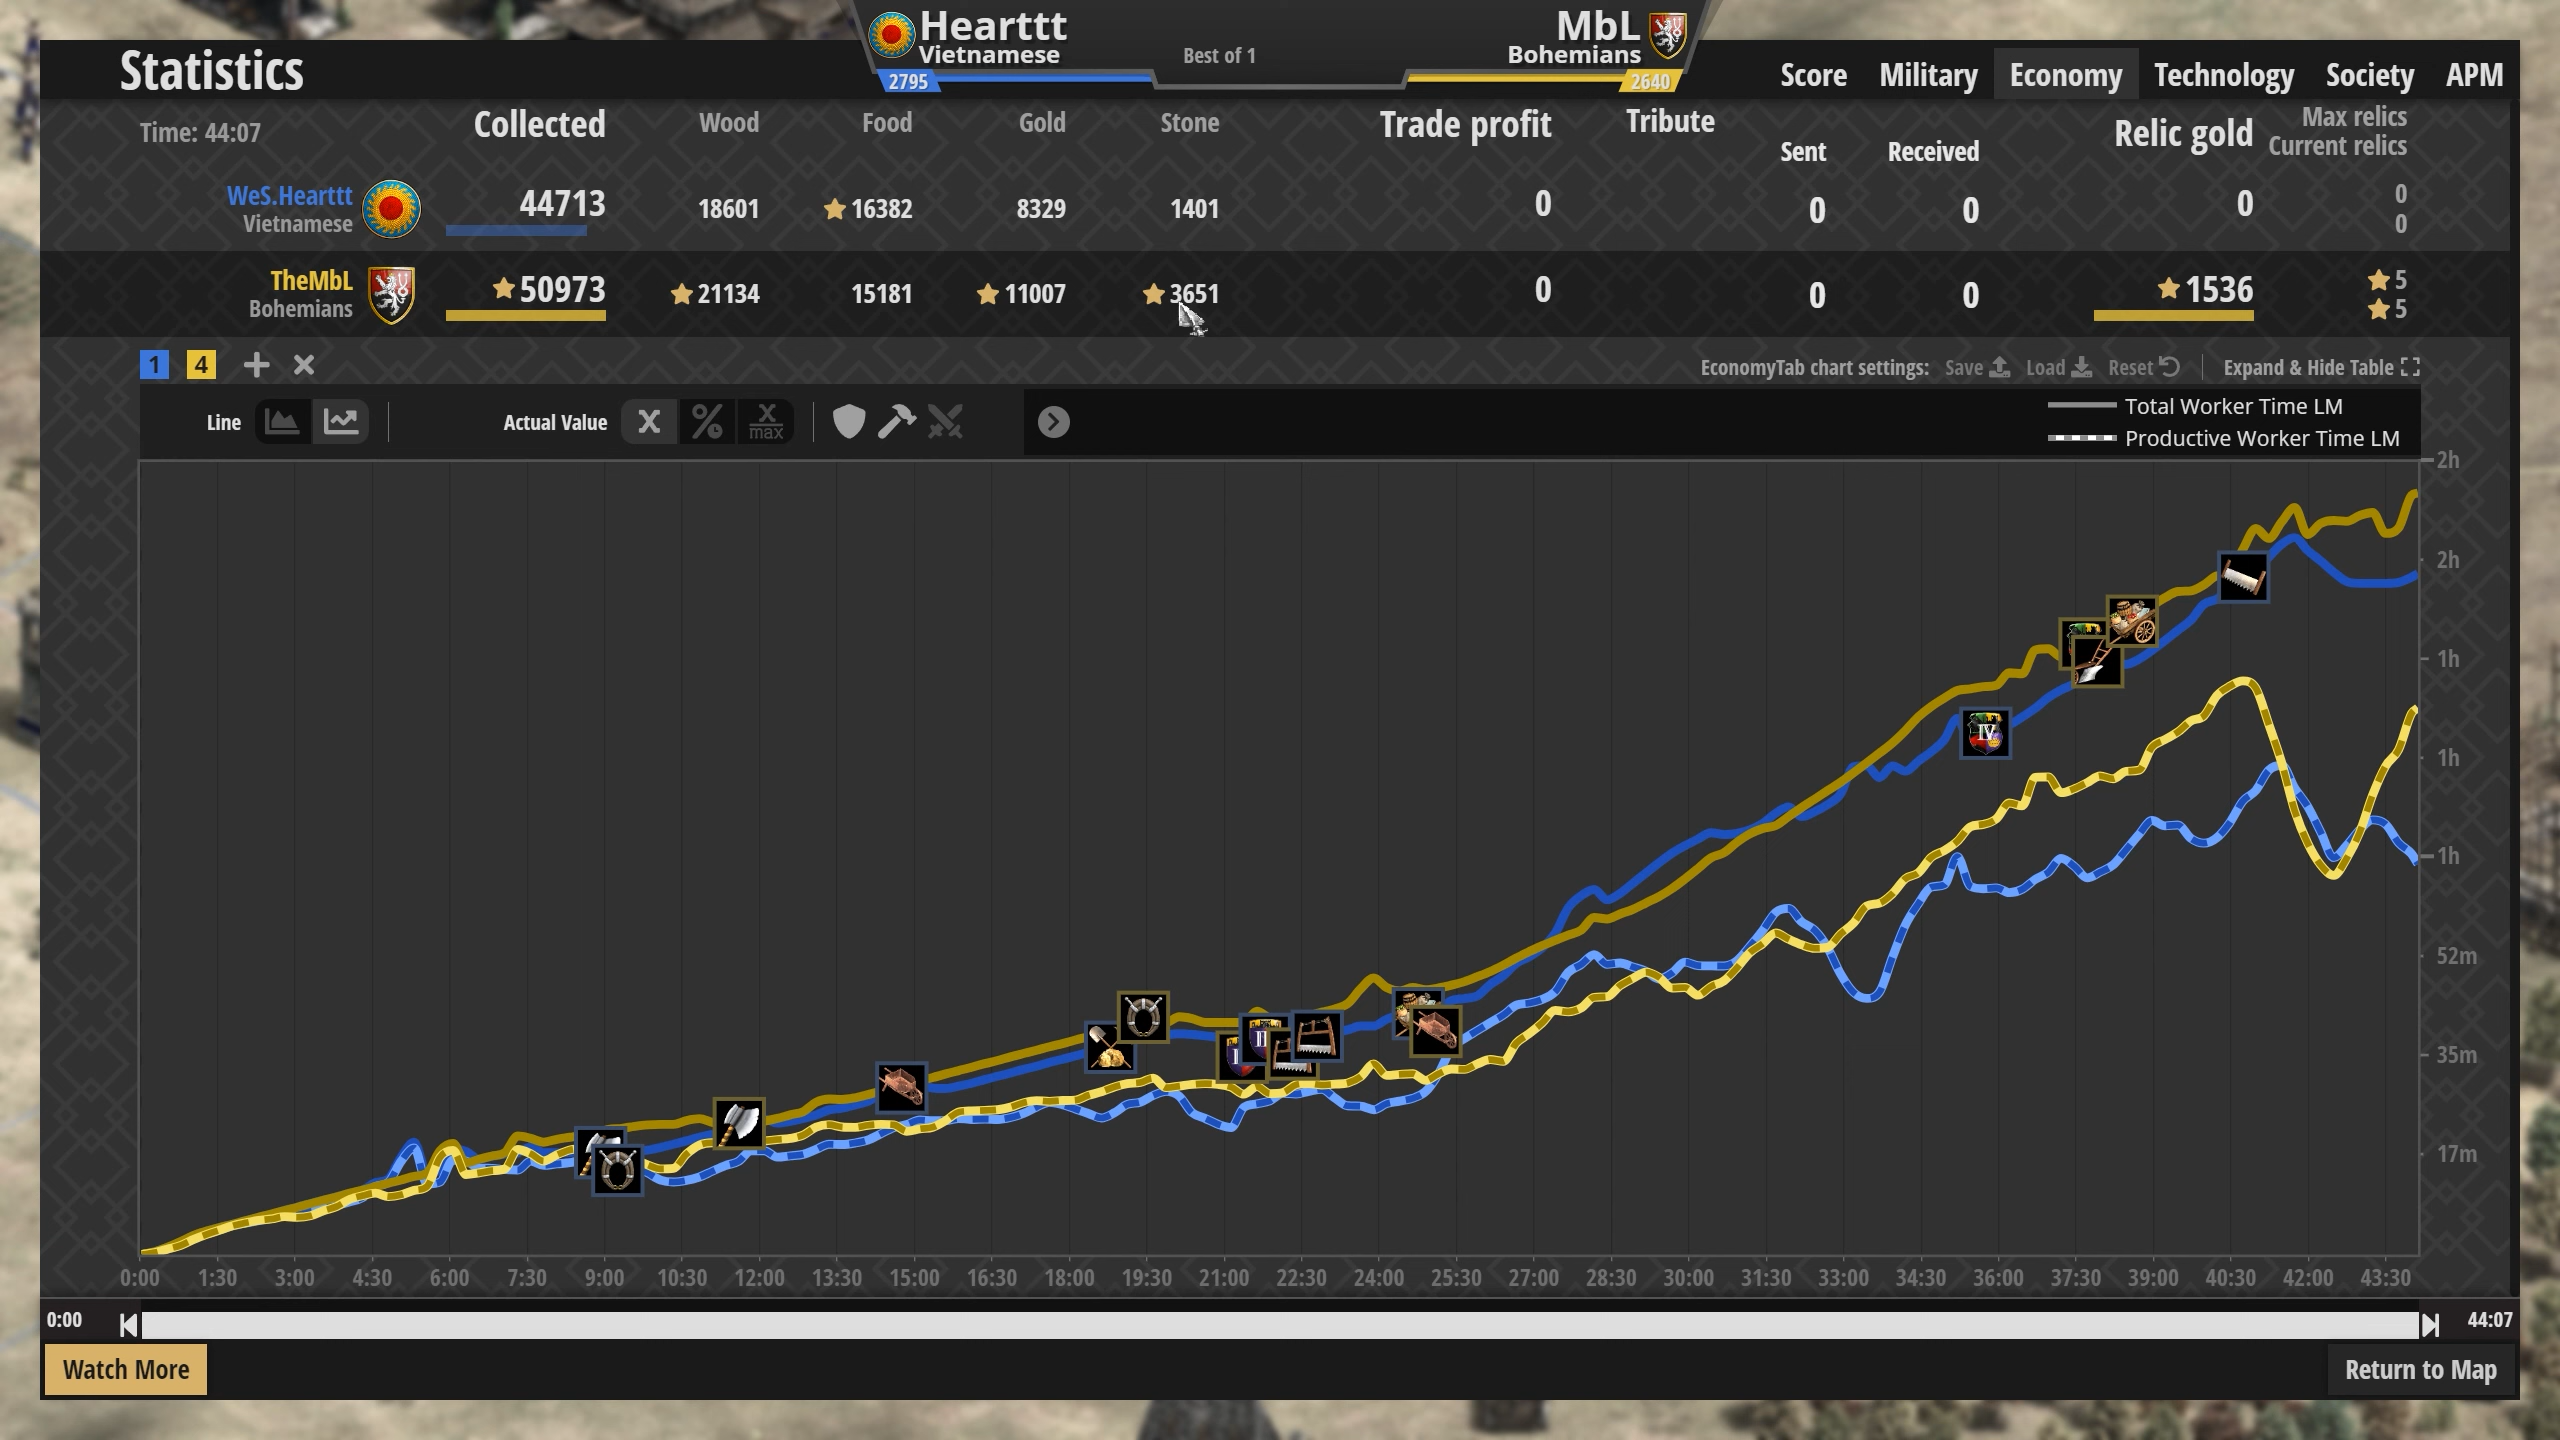 Hearttt
Vietnamese
2795
Best of 1
MbL
Bohemians
2640
Statistics
Score Military Economy Technology Society APM
Time: 44:07
Collected Wood Food Gold Stone Trade profit Tribute Sent Received Relic gold Max relics
Current relics
WeS.Hearttt
Vietnamese
44713 18601 16382 8329 1401 0 0 0 0 0
0
TheMbL
Bohemians
50973 21134 15181 11007 3651 0 0 0 1536 5
5
1 4
EconomyTab chart settings: Save Load Reset Expand & Hide Table
Line Actual Value X % X
max
Total Worker Time LM
Productive Worker Time LM
2h
2h
1h
1h
1h
52m
35m
17m
IV
0:00 1:30 3:00 4:30 6:00 7:30 9:00 10:30 12:00 13:30 15:00 16:30 18:00 19:30 21:00 22:30 24:00 25:30 27:00 28:30 30:00 31:30 33:00 34:30 36:00 37:30 39:00 40:30 42:00 43:30
0:00 44:07
Watch More Return to Map